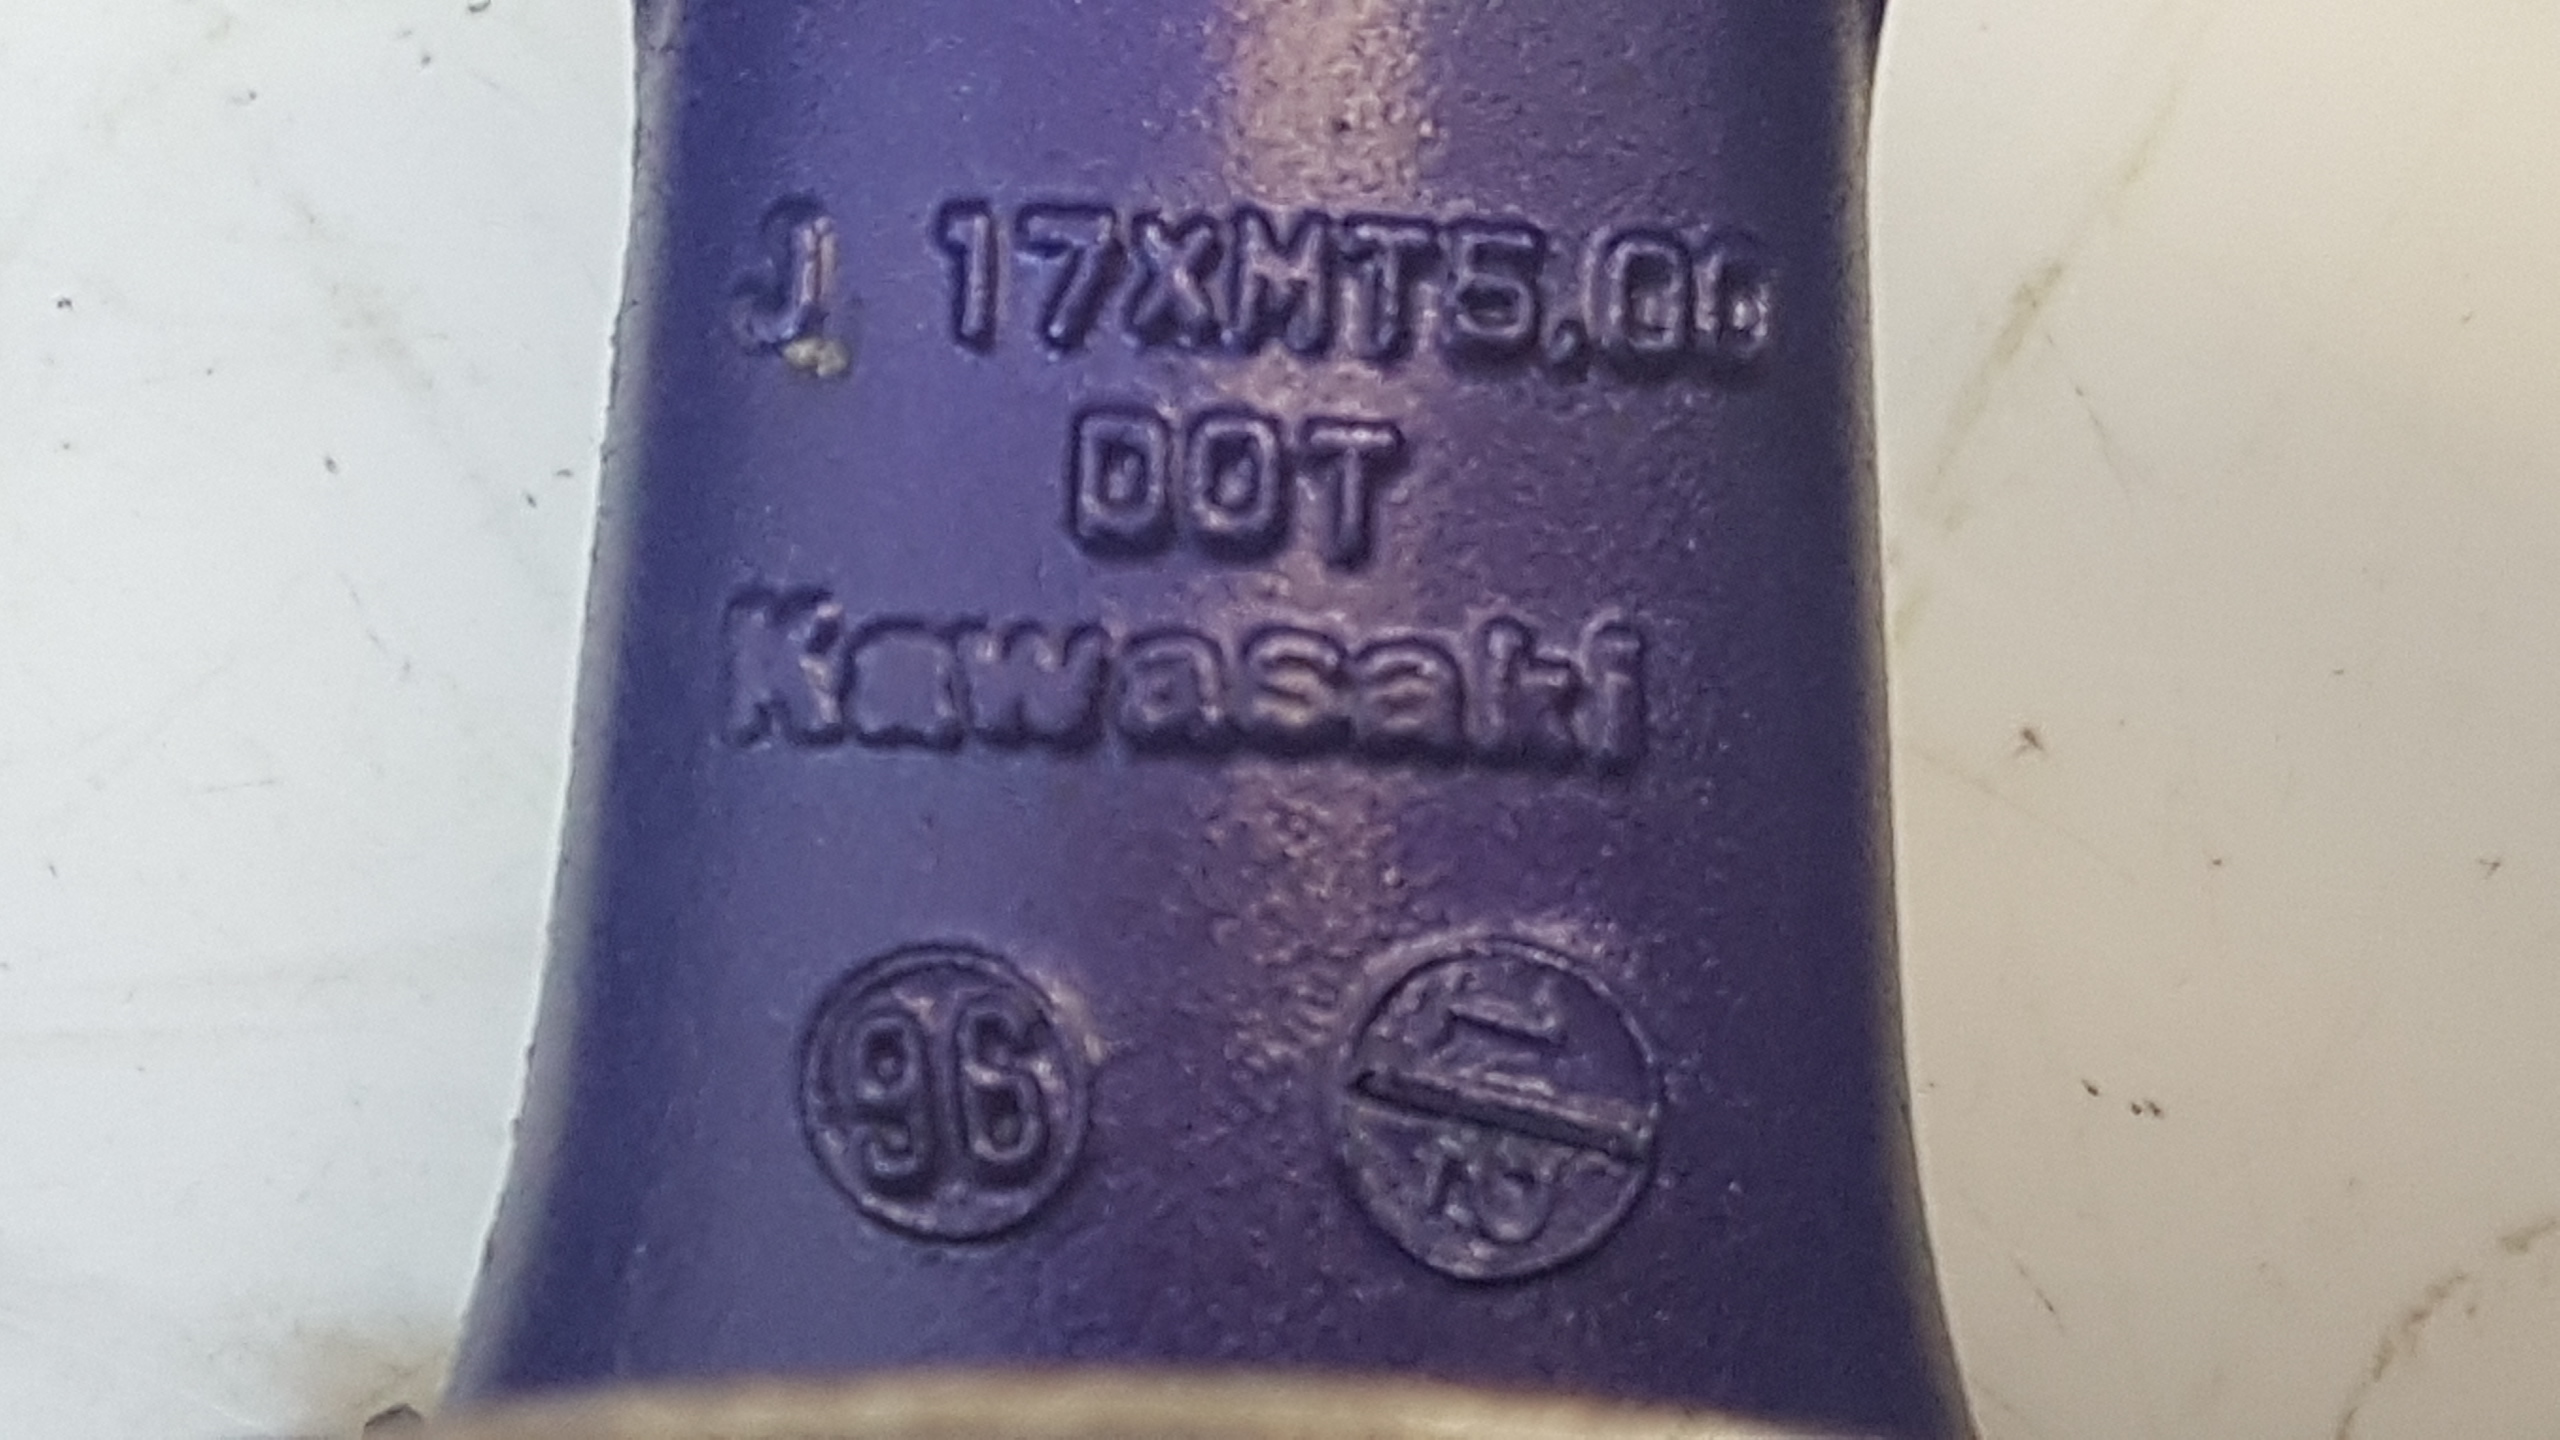 J 17XMT5.00
DOT
Kawasaki
96